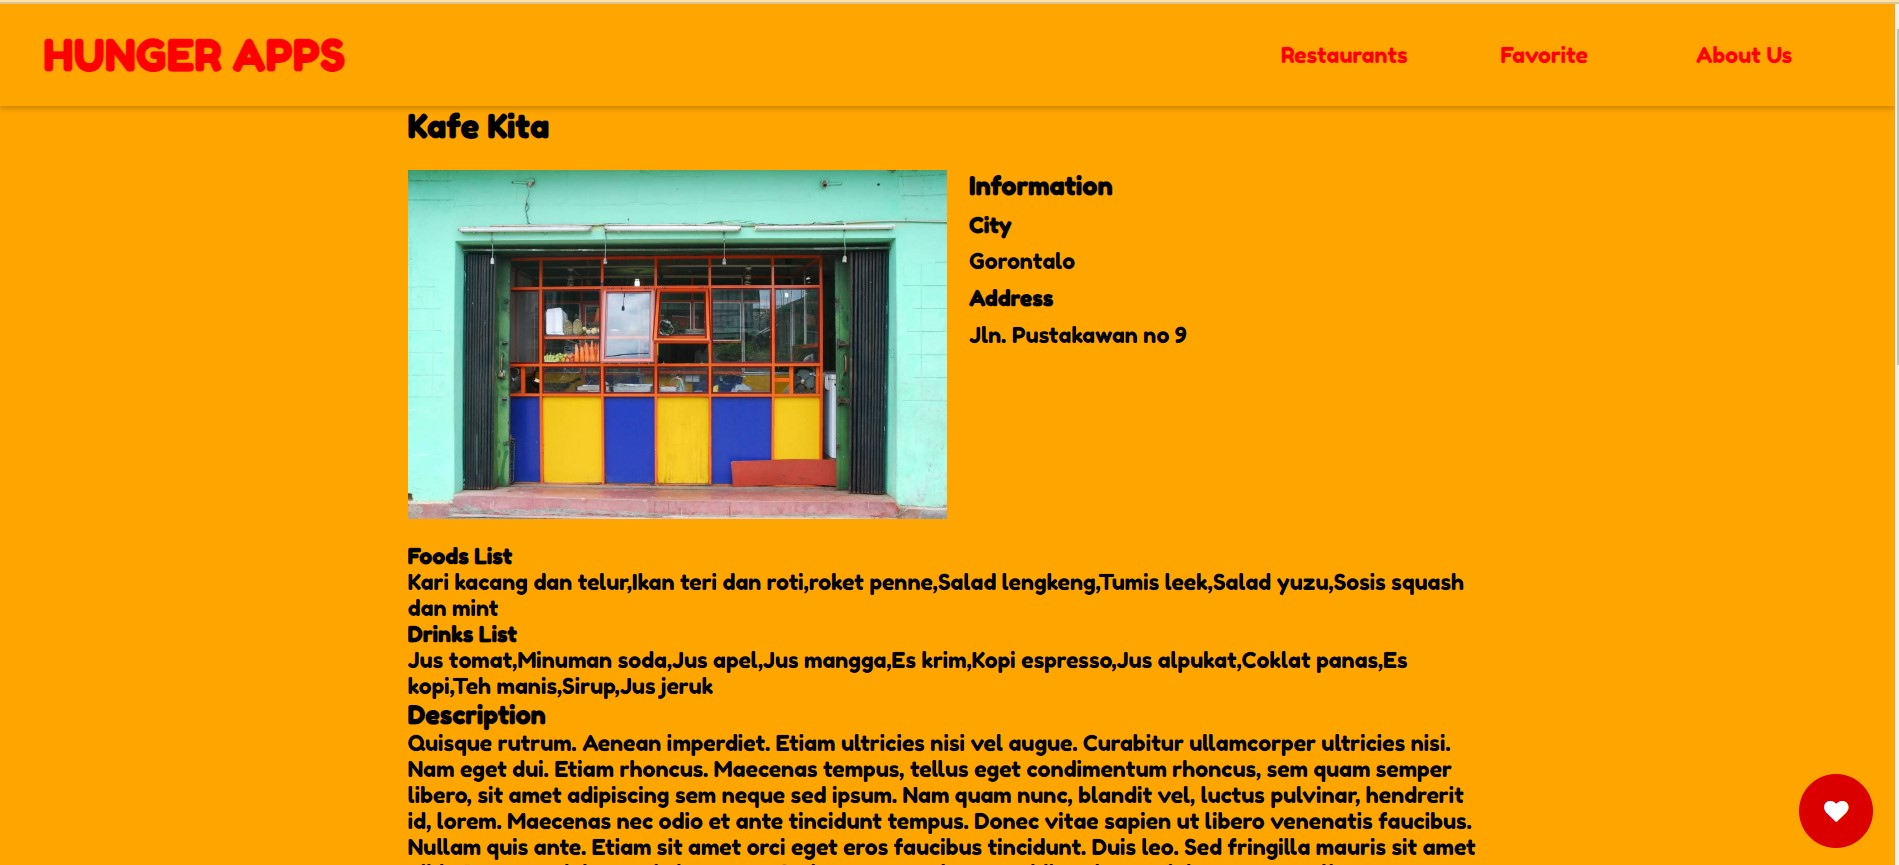 HUNGER APPS
Restaurants Favorite About Us
Kafe Kita
Information
City
Gorontalo
Address
Jln. Pustakawan no 9
Foods List
Kari kacang dan telur,Ikan teri dan roti,roket penne,Salad lengkeng,Tumis leek,Salad yuzu,Sosis squash
dan mint
Drinks List
Jus tomat,Minuman soda,Jus apel,Jus mangga,Es krim,Kopi espresso,Jus alpukat,Coklat panas,Es
kopi,Teh manis,Sirup,Jus jeruk
Description
Quisque rutrum. Aenean imperdiet. Etiam ultricies nisi vel augue. Curabitur ullamcorper ultricies nisi.
Nam eget dui. Etiam rhoncus. Maecenas tempus, tellus eget condimentum rhoncus, sem quam semper
libero, sit amet adipiscing sem neque sed ipsum. Nam quam nunc, blandit vel, luctus pulvinar, hendrerit
id, lorem. Maecenas nec odio et ante tincidunt tempus. Donec vitae sapien ut libero venenatis faucibus.
Nullam quis ante. Etiam sit amet orci eget eros faucibus tincidunt. Duis leo. Sed fringilla mauris sit amet